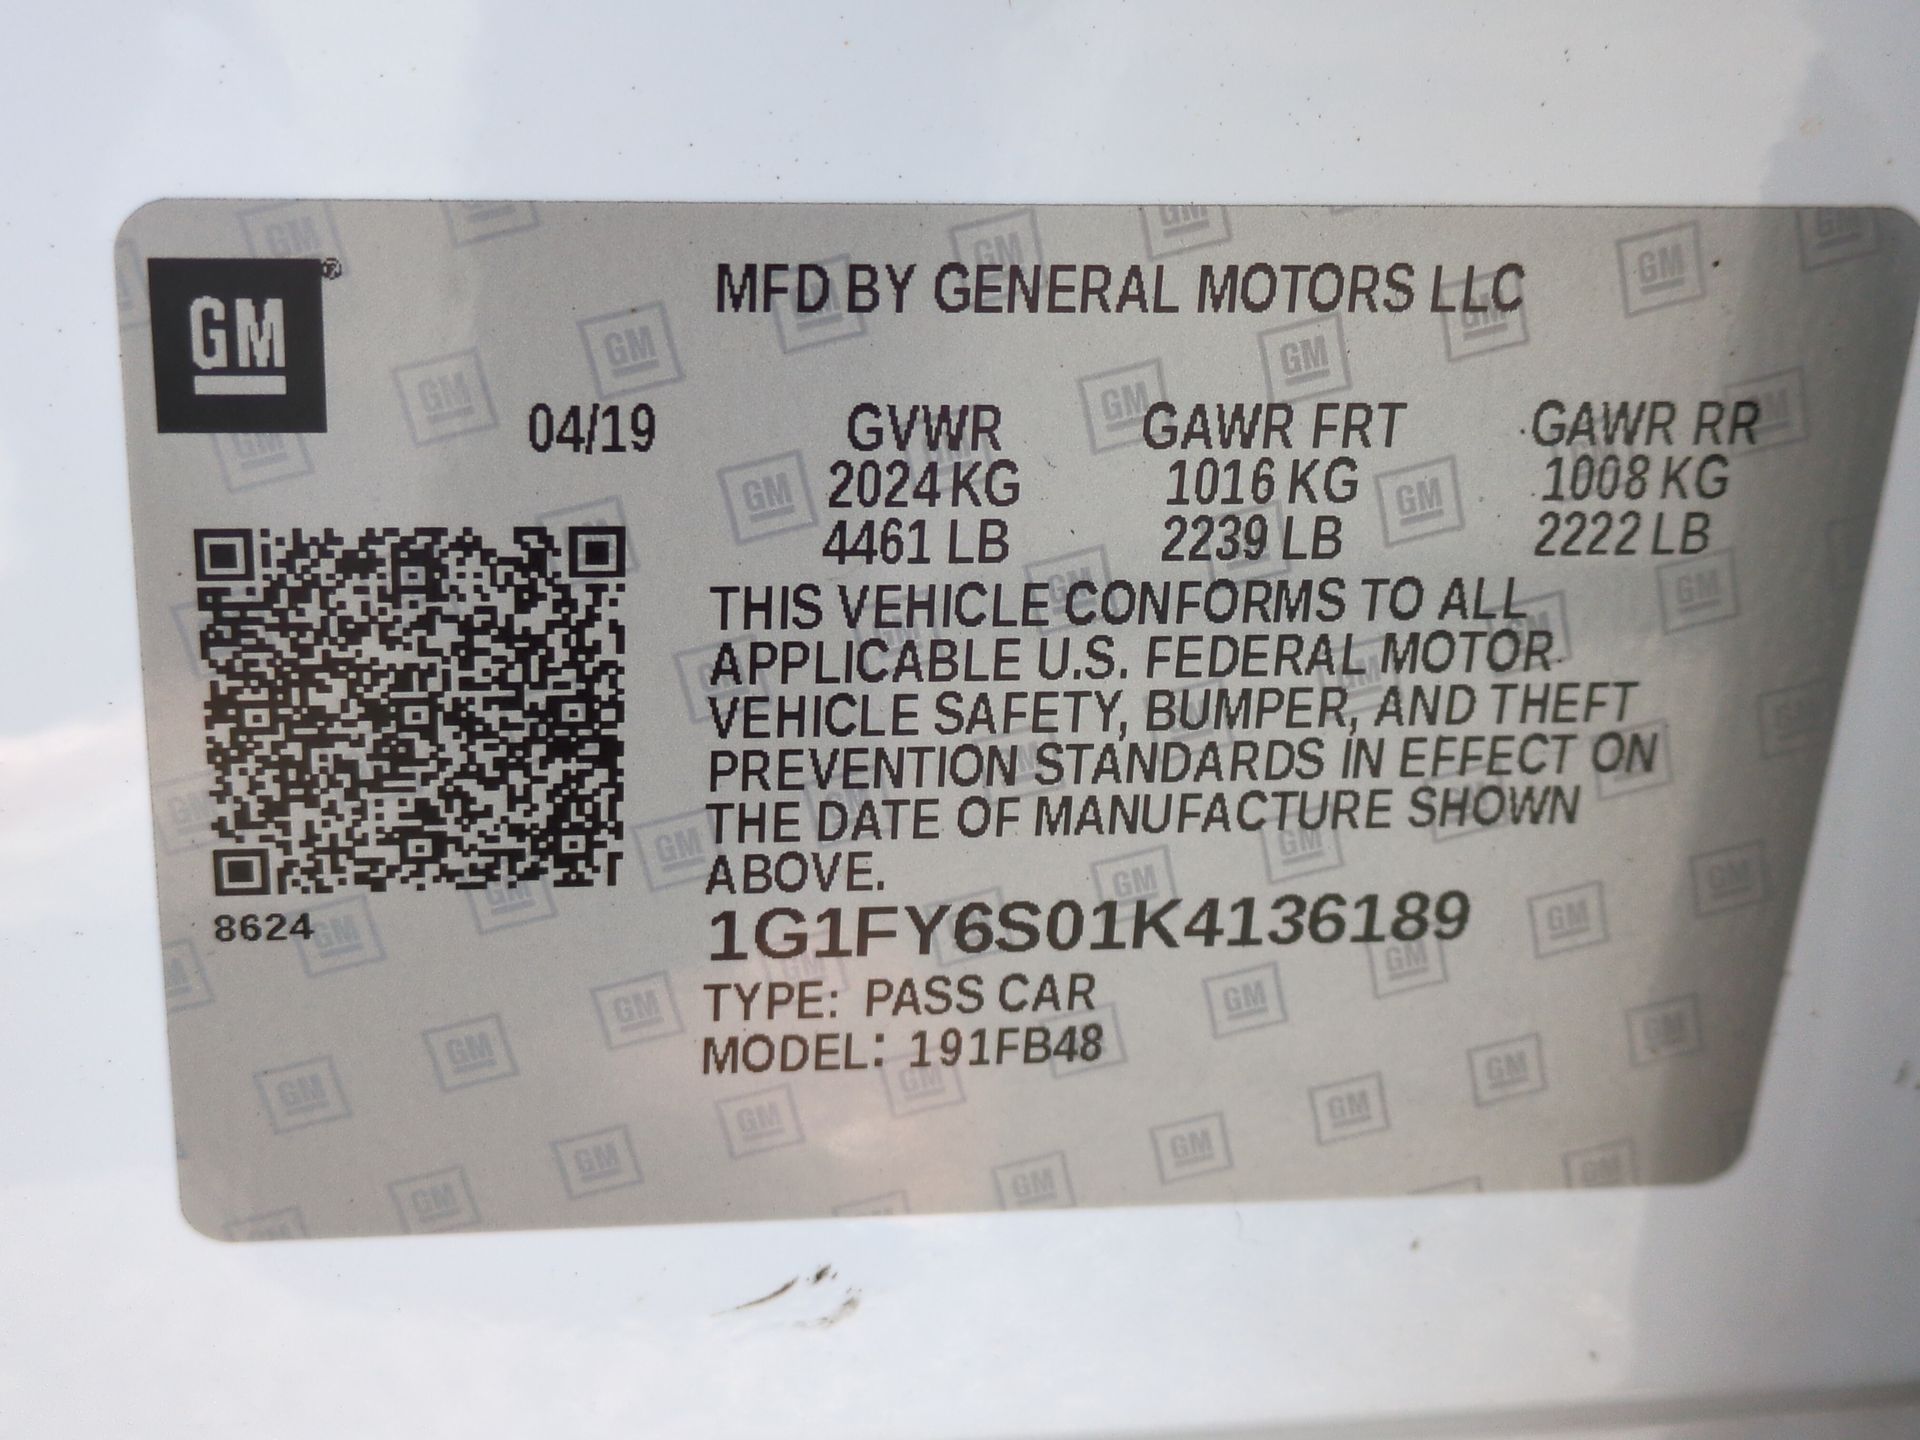 GM®
MFD BY GENERAL MOTORS LLC
04/19 GVWR GAWR FRT GAWR RR
2024 KG 1016 KG 1008 KG
4461 LB 2239 LB 2222 LB
THIS VEHICLE CONFORMS TO ALL
APPLICABLE U.S. FEDERAL MOTOR
VEHICLE SAFETY, BUMPER, AND THEFT
PREVENTION STANDARDS IN EFFECT ON
THE DATE OF MANUFACTURE SHOWN
ABOVE.
8624
1G1FY6S01K4136189
TYPE: PASS CAR
MODEL: 191FB48